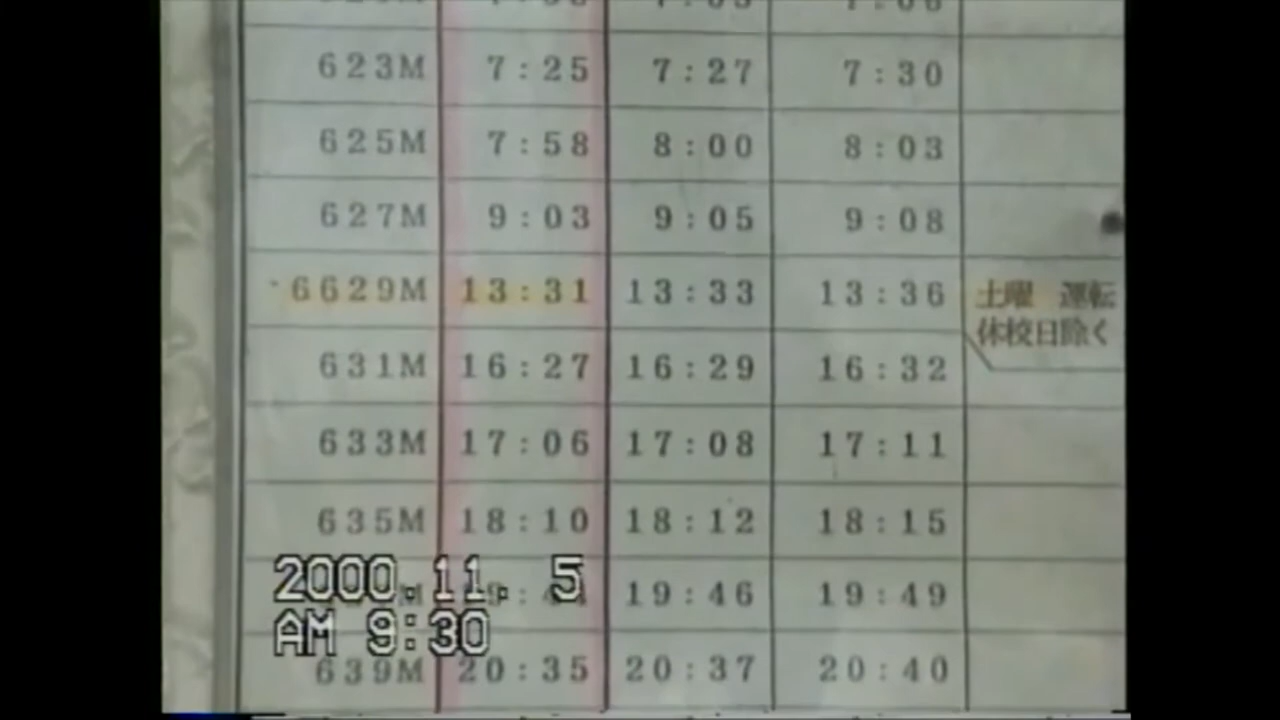 623M 7:25 7:27 7:30
625M 7:58 8:00 8:03
627M 9:03 9:05 9:08
6629M 13:31 13:33 13:36 土曜 運転
休校日除く
631M 16:27 16:29 16:32
633M 17:06 17:08 17:11
635M 18:10 18:12 18:15
19:46 19:49
639M 20:35 20:37 20:40
2000.11. 5
AM 9:30